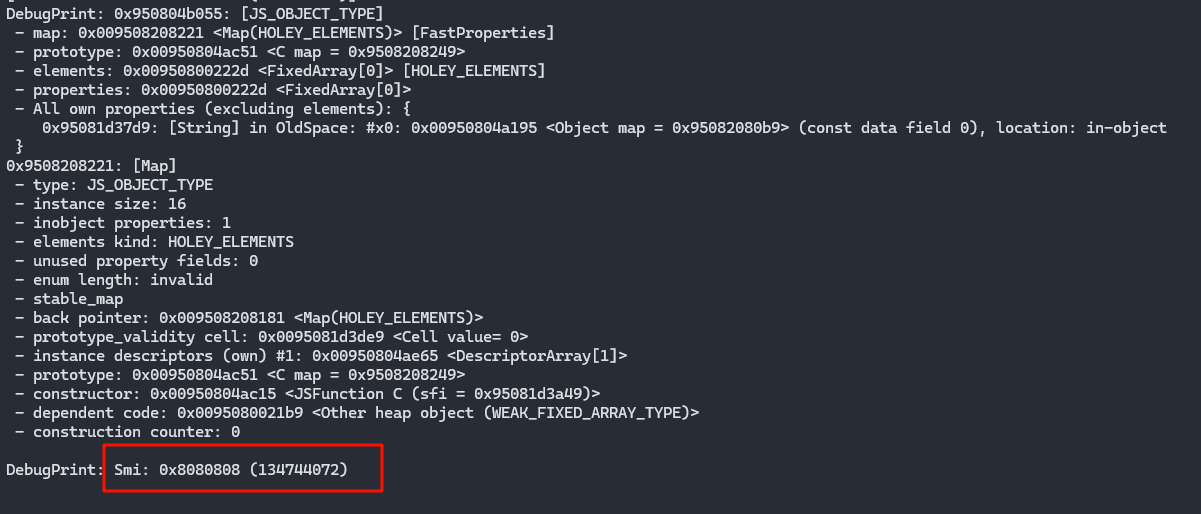 DebugPrint: 0x950804b055: [JS_OBJECT_TYPE]
 - map: 0x009508208221 <Map(HOLEY_ELEMENTS)> [FastProperties]
 - prototype: 0x00950804ac51 <C map = 0x9508208249>
 - elements: 0x00950800222d <FixedArray[0]> [HOLEY_ELEMENTS]
 - properties: 0x00950800222d <FixedArray[0]>
 - All own properties (excluding elements): {
    0x95081d37d9: [String] in OldSpace: #x0: 0x00950804a195 <Object map = 0x95082080b9> (const data field 0), location: in-object
 }
0x9508208221: [Map]
 - type: JS_OBJECT_TYPE
 - instance size: 16
 - inobject properties: 1
 - elements kind: HOLEY_ELEMENTS
 - unused property fields: 0
 - enum length: invalid
 - stable_map
 - back pointer: 0x009508208181 <Map(HOLEY_ELEMENTS)>
 - prototype_validity cell: 0x0095081d3de9 <Cell value= 0>
 - instance descriptors (own) #1: 0x00950804ae65 <DescriptorArray[1]>
 - prototype: 0x00950804ac51 <C map = 0x9508208249>
 - constructor: 0x00950804ac15 <JSFunction C (sfi = 0x95081d3a49)>
 - dependent code: 0x0095080021b9 <Other heap object (WEAK_FIXED_ARRAY_TYPE)>
 - construction counter: 0
DebugPrint: Smi: 0x8080808 (134744072)